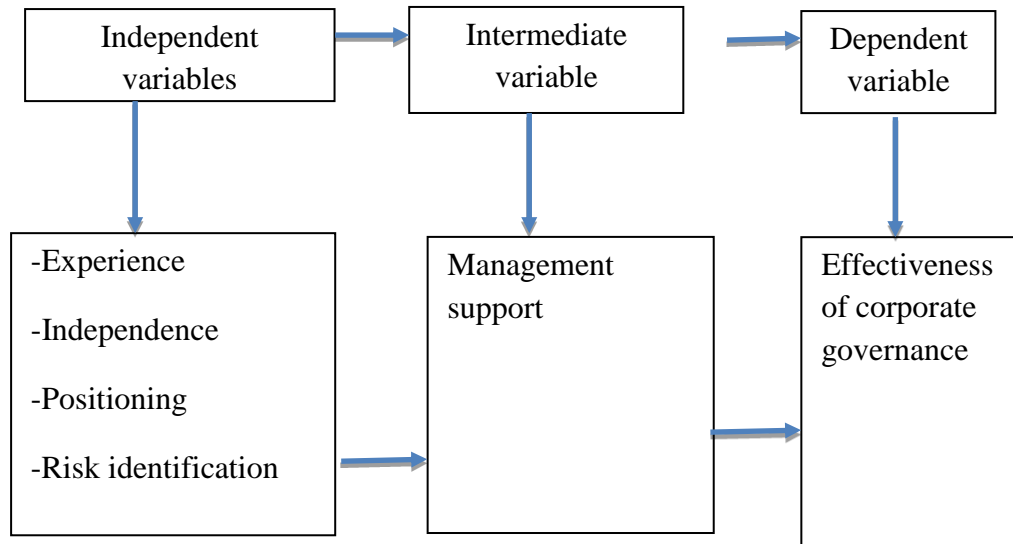 Independent
variables
Intermediate
variable
Dependent
variable
-Experience
-Independence
-Positioning
-Risk identification
Management
support
Effectiveness
of corporate
governance